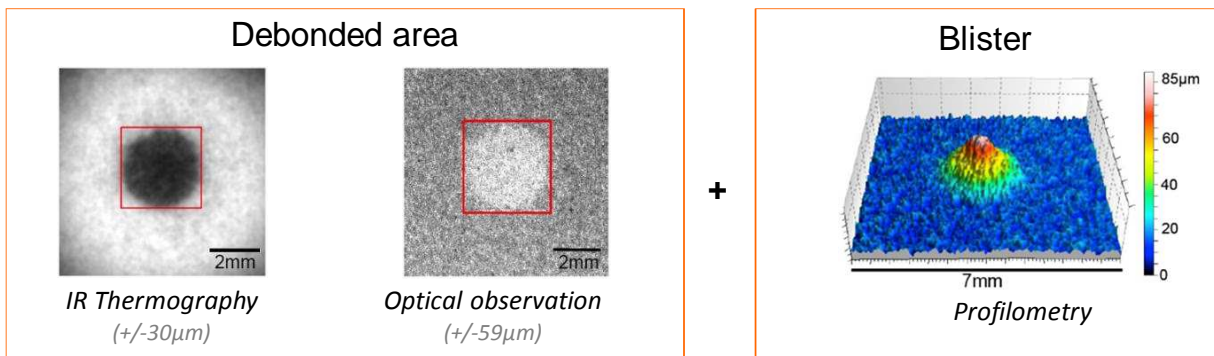 Debonded area
2mm
IR Thermography
(+/-30µm)
2mm
Optical observation
(+/-59µm)
+
Blister
85µm
60
40
20
0
7mm
Profilometry